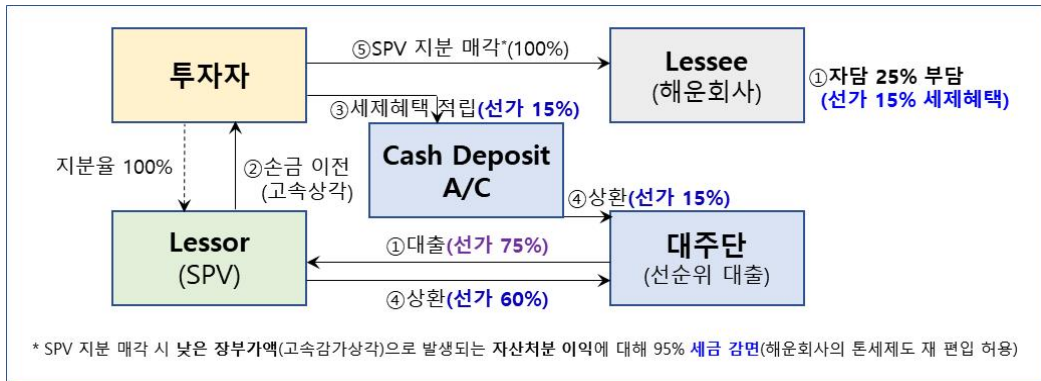 투자자
⑤SPV 지분 매각*(100%)
Lessee
(해운회사)
①자담 25% 부담
(선가 15% 세제혜택)
③세제혜택 적립(선가 15%)
지분율 100%
②손금 이전
(고속상각)
Cash Deposit
A/C
④상환(선가 15%)
Lessor
(SPV)
①대출(선가 75%)
④상환(선가 60%)
대주단
(선순위 대출)
* SPV 지분 매각 시 낮은 장부가액(고속감가상각)으로 발생되는 자산처분 이익에 대해 95% 세금 감면(해운회사의 톤세제도 재 편입 허용)